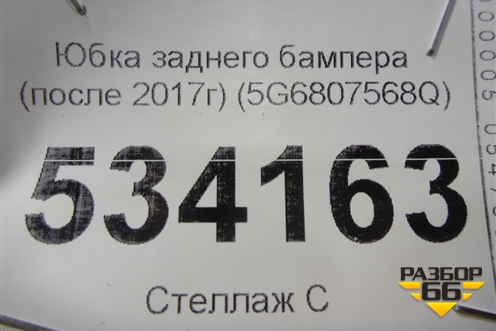 Юбка заднего бампера
(после 2017г) (5G6807568Q)
534163
Стеллаж С
РАЗБОР
66